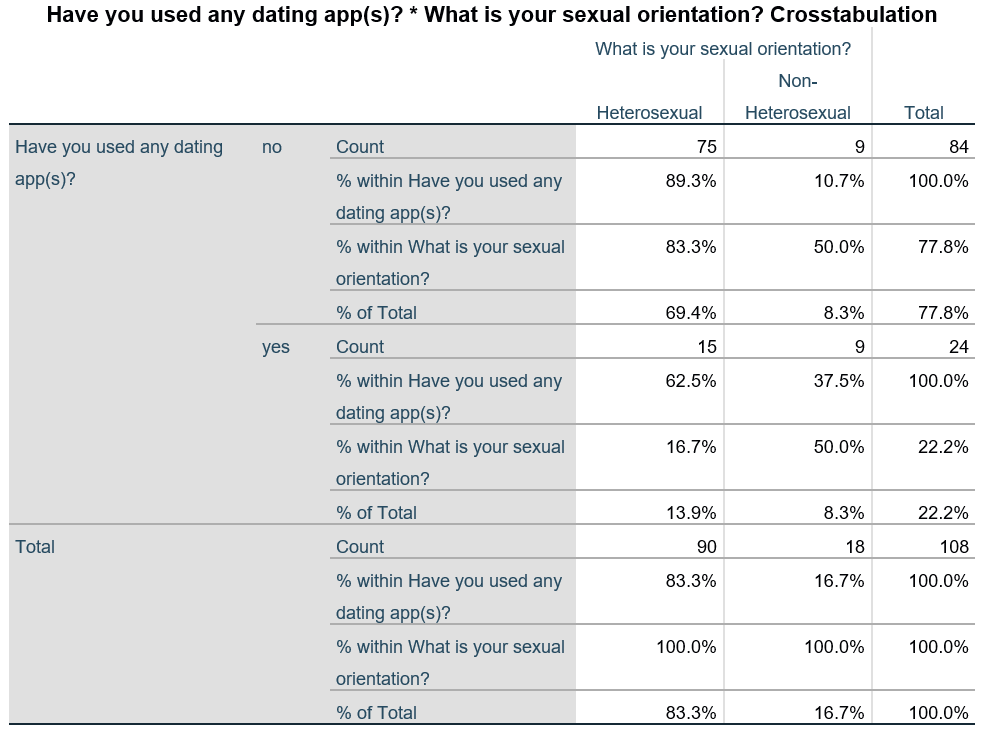 Have you used any dating app(s)? * What is your sexual orientation? Crosstabulation
What is your sexual orientation?
Non-
Heterosexual Heterosexual Total
Have you used any dating no Count 75 9 84
app(s)?
% within Have you used any 89.3% 10.7% 100.0%
dating app(s)?
% within What is your sexual 83.3% 50.0% 77.8%
orientation?
% of Total 69.4% 8.3% 77.8%
yes Count 15 9 24
% within Have you used any 62.5% 37.5% 100.0%
dating app(s)?
% within What is your sexual 16.7% 50.0% 22.2%
orientation?
% of Total 13.9% 8.3% 22.2%
Total Count 90 18 108
% within Have you used any 83.3% 16.7% 100.0%
dating app(s)?
% within What is your sexual 100.0% 100.0% 100.0%
orientation?
% of Total 83.3% 16.7% 100.0%